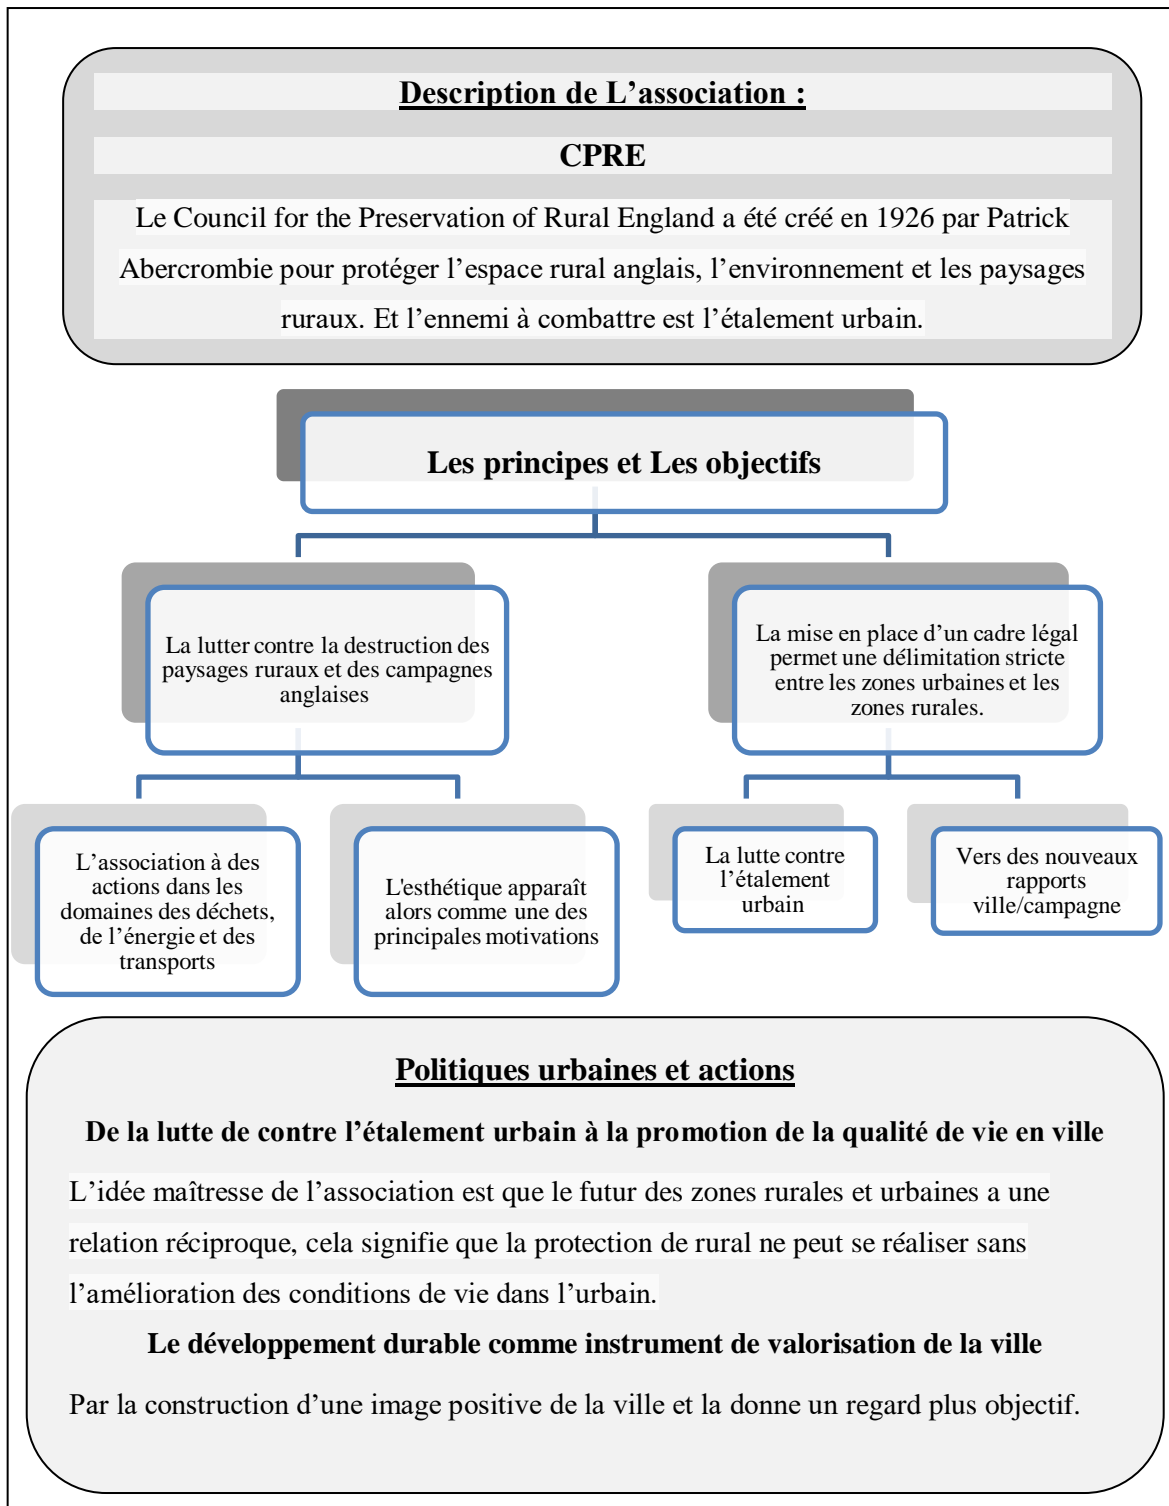 Description de L’association :
CPRE
Le Council for the Preservation of Rural England a été créé en 1926 par Patrick
Abercrombie pour protéger l’espace rural anglais, l’environnement et les paysages
ruraux. Et l’ennemi à combattre est l’étalement urbain.
Les principes et Les objectifs
La lutter contre la destruction des
paysages ruraux et des campagnes
anglaises
La mise en place d’un cadre légal
permet une délimitation stricte
entre les zones urbaines et les
zones rurales.
L’association à des
actions dans les
domaines des déchets,
de l’énergie et des
transports
L'esthétique apparaît
alors comme une des
principales motivations
La lutte contre
l’étalement
urbain
Vers des nouveaux
rapports
ville/campagne
Politiques urbaines et actions
De la lutte de contre l’étalement urbain à la promotion de la qualité de vie en ville
L’idée maîtresse de l’association est que le futur des zones rurales et urbaines a une
relation réciproque, cela signifie que la protection de rural ne peut se réaliser sans
l’amélioration des conditions de vie dans l’urbain.
Le développement durable comme instrument de valorisation de la ville
Par la construction d’une image positive de la ville et la donne un regard plus objectif.